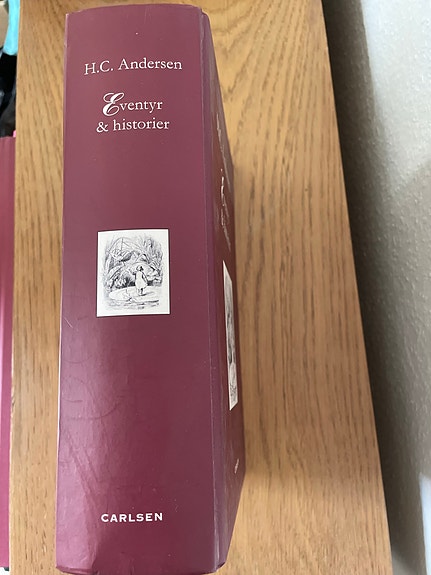 H.C. Andersen
Eventyr
& historier
CARLSEN